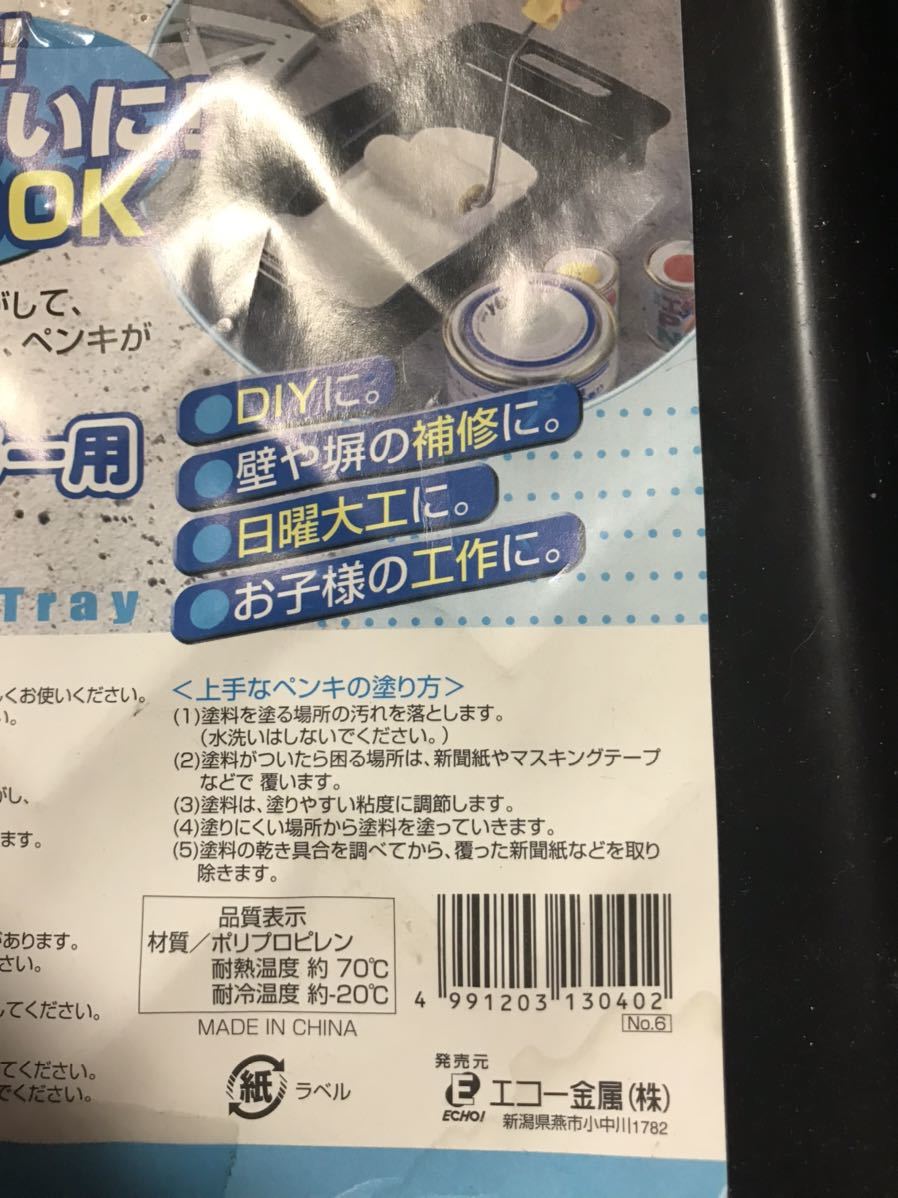 !
いに!!
OK
がして、
、ペンキが
ー用
Tray
DIYに。
壁や塀の補修に。
日曜大工に。
お子様の工作に。
しくお使いください。
い。
がし、
ます。
があります。
さい。
してください。
てください。
でください。
＜上手なペンキの塗り方＞
(1)塗料を塗る場所の汚れを落とします。
(水洗いはしないでください。)
(2)塗料がついたら困る場所は、新聞紙やマスキングテープ
などで 覆います。
(3)塗料は、塗りやすい粘度に調節します。
(4)塗りにくい場所から塗料を塗っていきます。
(5)塗料の乾き具合を調べてから、覆った新聞紙などを取り
除きます。
品質表示
材質／ポリプロピレン
耐熱温度 約 70℃
耐冷温度 約-20℃
MADE IN CHINA
紙 ラベル
4 991203 130402
No.6
発売元
E ECHO! エコー金属(株)
新潟県燕市小中川1782